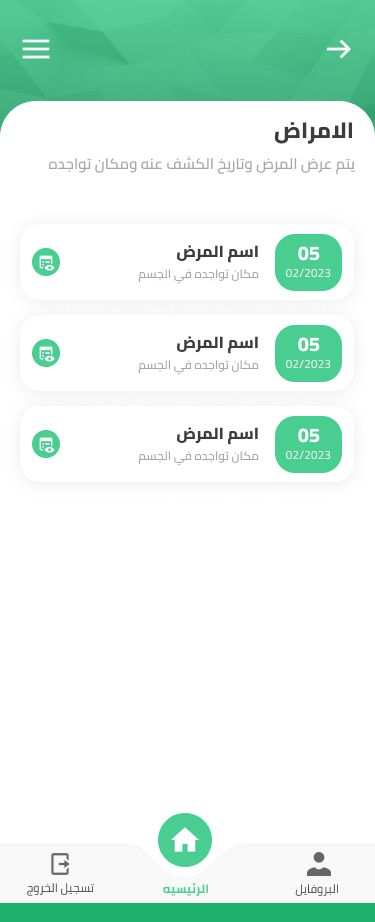 الامراض
يتم عرض المرض وتاريخ الكشف عنه ومكان تواجده
05
02/2023
اسم المرض
مكان تواجده في الجسم
05
02/2023
اسم المرض
مكان تواجده في الجسم
05
02/2023
اسم المرض
مكان تواجده في الجسم
البروفايل
الرئيسيه
تسجيل الخروج